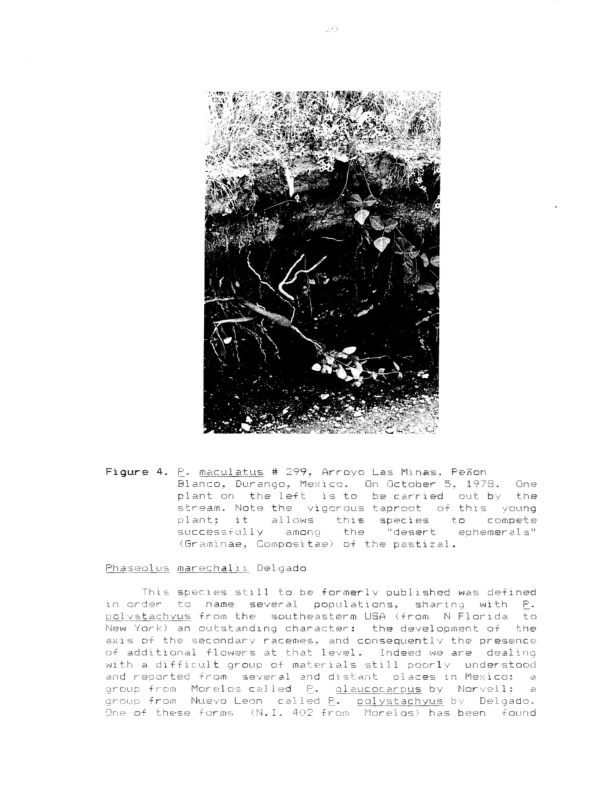 20
Figure 4. P. maculatus # 299, Arroyo Las Minas, Peñon
Blanco, Durango, Mexico. On October 5, 1978. One
plant on the left is to be carried out by the
stream. Note the vigorous taproot of this young
plant; it allows this species to compete
successfully among the "desert ephemerals"
(Graminae, Compositae) of the pastizal.
Phaseolus marechalii Delgado
This species still to be formerly published was defined
in order to name several populations, sharing with P.
polystachyus from the southeasterm USA (from N Florida to
New York) an outstanding character: the development of the
axis of the secondary racemes, and consequently the presence
of additional flowers at that level. Indeed we are dealing
with a difficult group of materials still poorly understood
and reported from several and distant places in Mexico: a
group from Morelos called P. glaucocarpus by Norvell; a
group from Nuevo Leon called P. polystachyus by Delgado.
One of these forms (N.I. 402 from Morelos) has been found